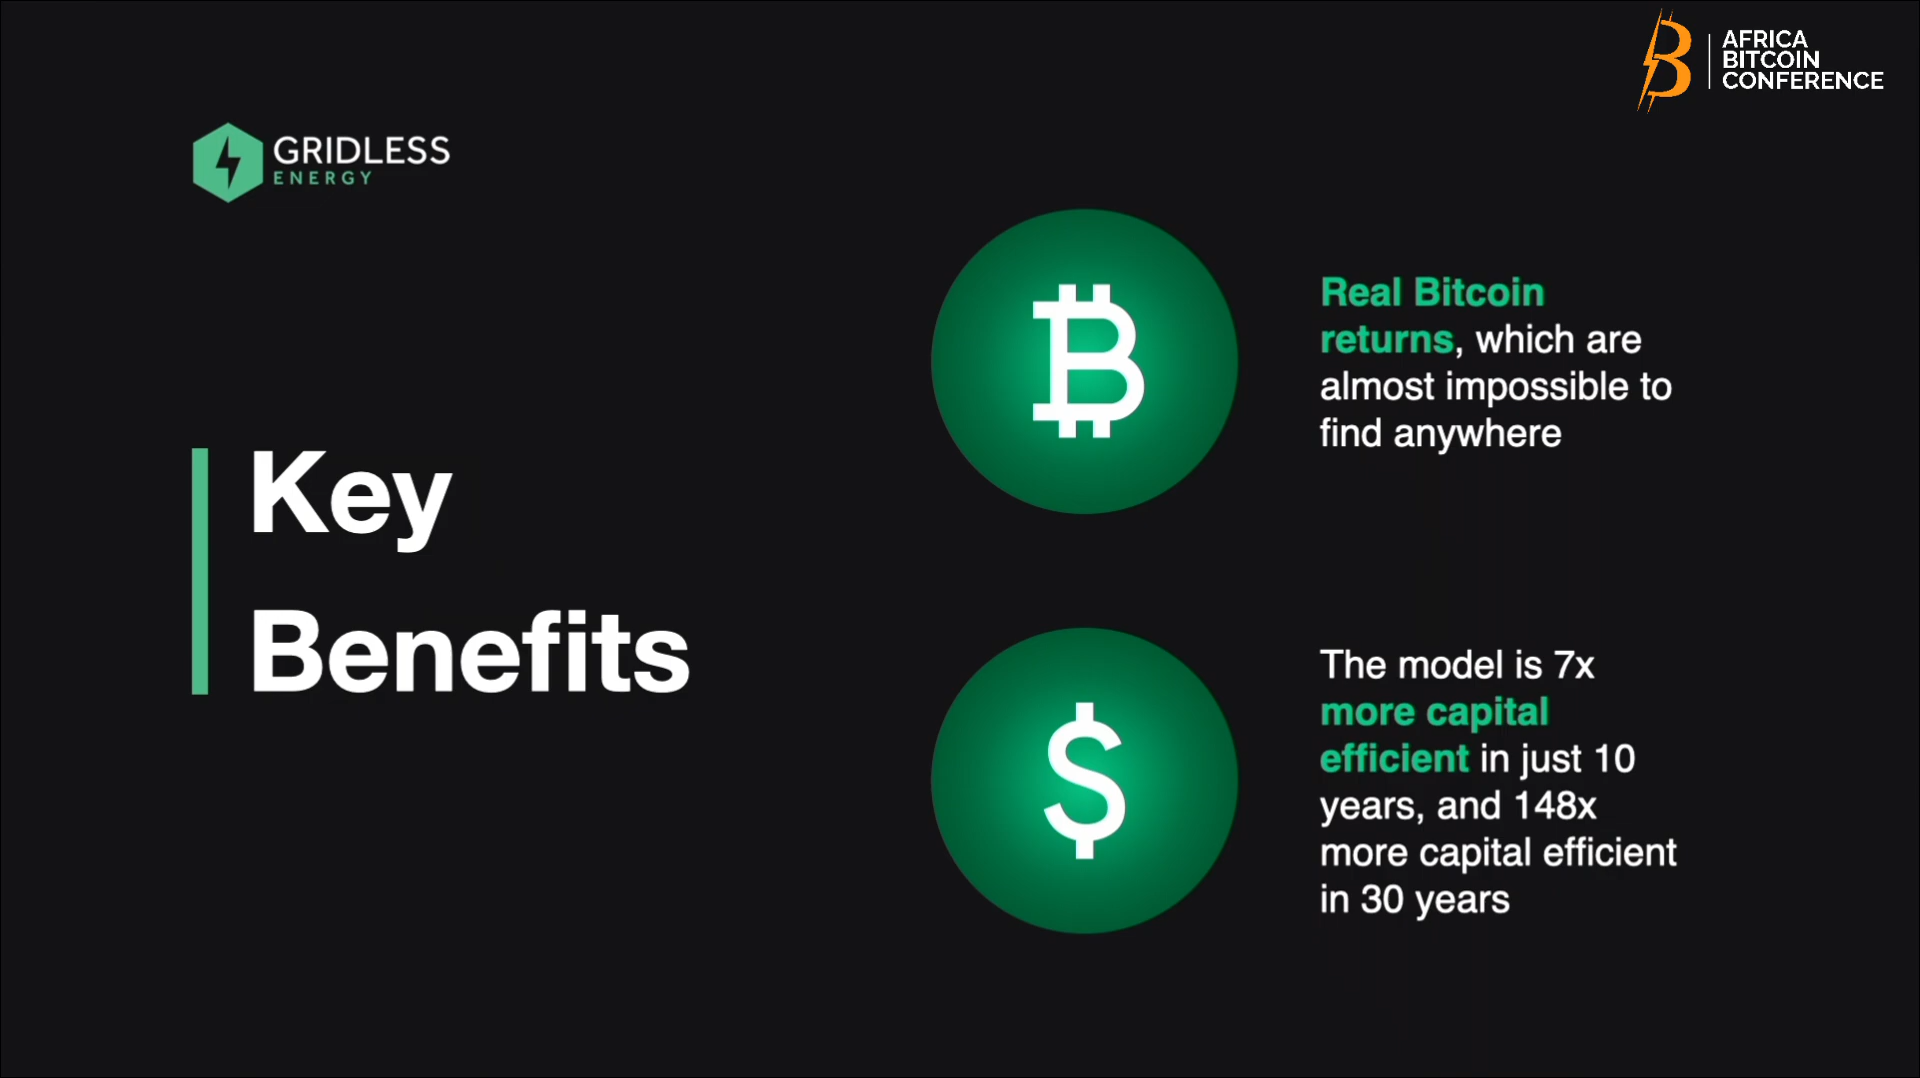 AFRICA
BITCOIN
CONFERENCE
GRIDLESS
ENERGY
Key
Benefits
Real Bitcoin
returns, which are
almost impossible to
find anywhere
The model is 7x
more capital
efficient in just 10
years, and 148x
more capital efficient
in 30 years